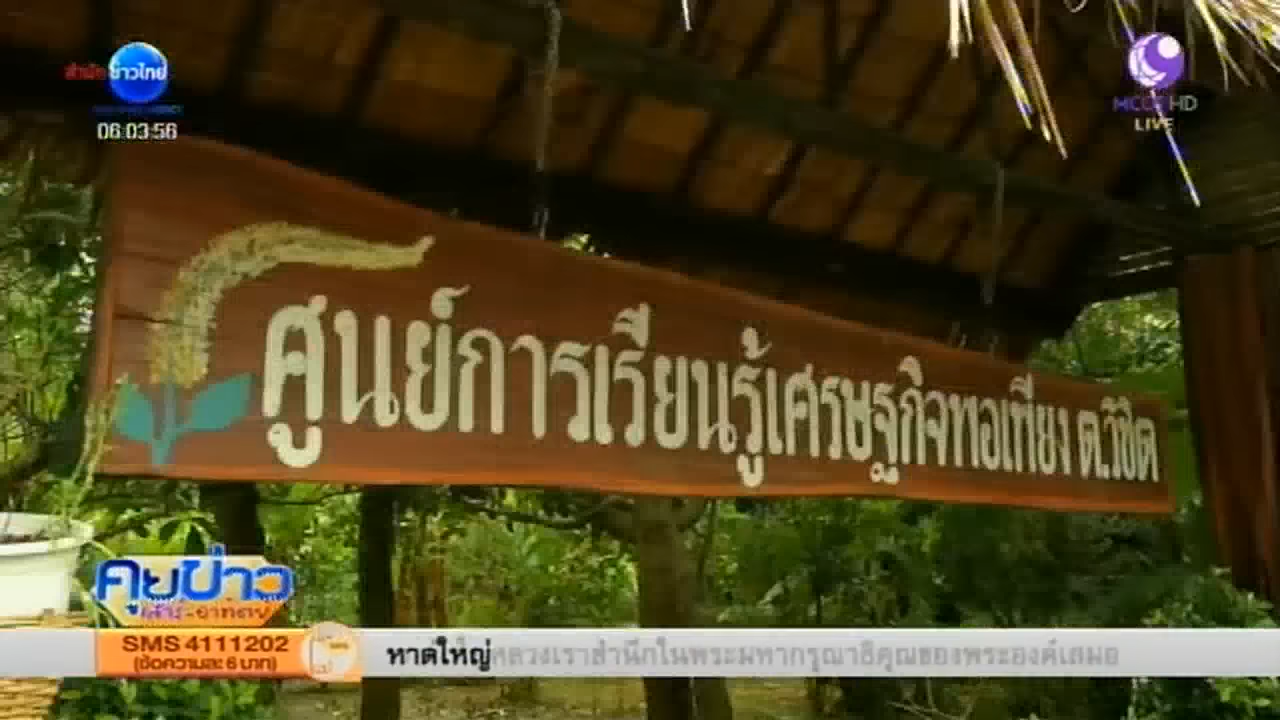 สำนักข่าวไทย
06:03:56
MCOT HD
LIVE
ศูนย์การเรียนรู้เศรษฐกิจพอเพียง ต.วิชิต
คุยข่าว
เสาร์-อาทิตย์
SMS 4111202
(ข้อความละ 6 บาท)
หาดใหญ่ หลวงเราสำนึกในพระมหากรุณาธิคุณของพระองค์เสมอ